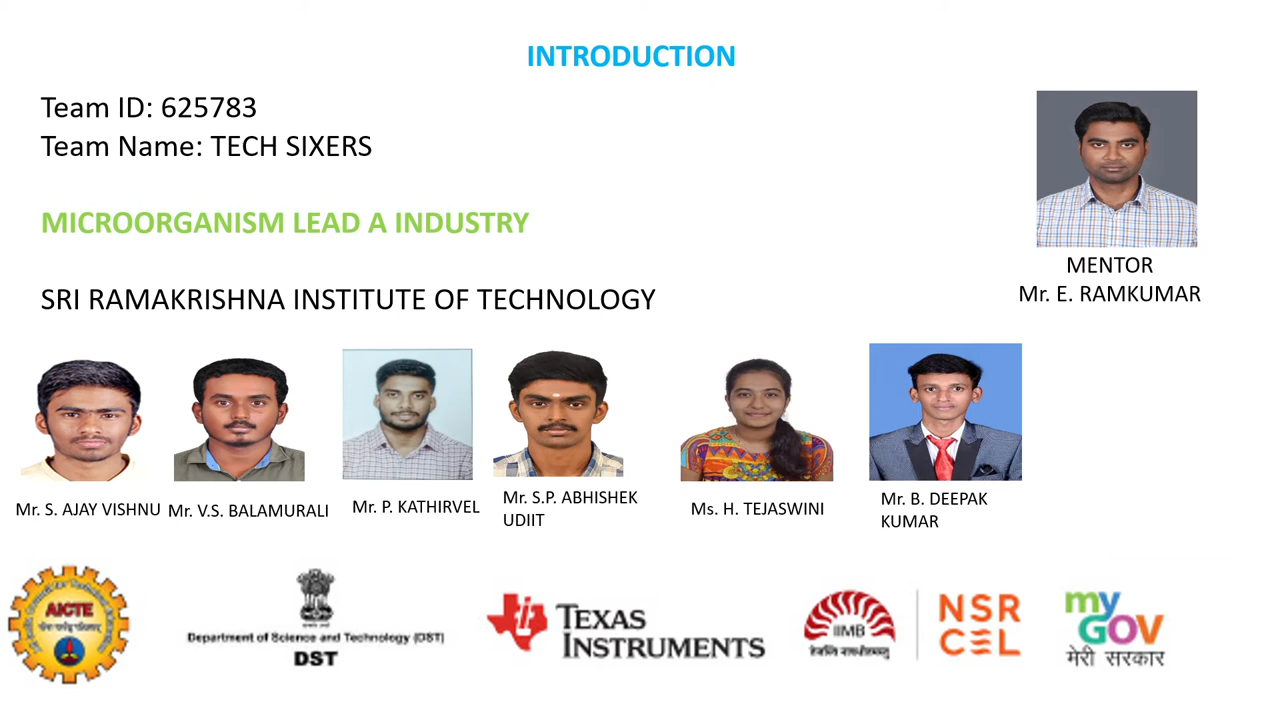 INTRODUCTION
Team ID: 625783
Team Name: TECH SIXERS
MICROORGANISM LEAD A INDUSTRY
SRI RAMAKRISHNA INSTITUTE OF TECHNOLOGY
MENTOR
Mr. E. RAMKUMAR
Mr. S. AJAY VISHNU
Mr. V.S. BALAMURALI
Mr. P. KATHIRVEL
Mr. S.P. ABHISHEK
UDIIT
Ms. H. TEJASWINI
Mr. B. DEEPAK
KUMAR
AICTE
Department of Science and Technology (DST)
DST
TEXAS
INSTRUMENTS
IIMB
NSR
CEL
my
GOV
मेरी सरकार